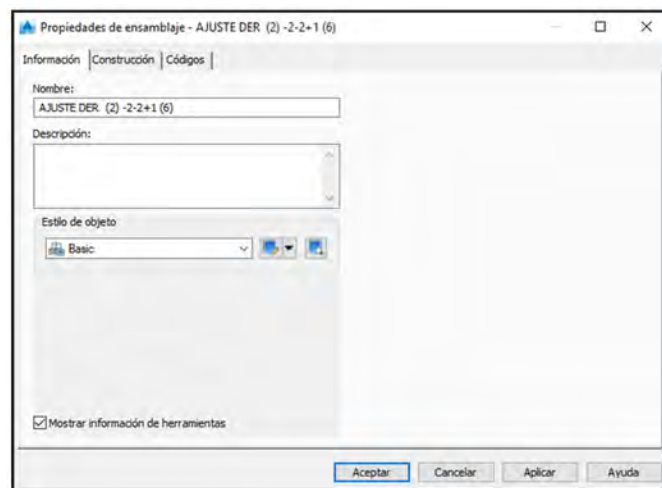 Propiedades de ensamblaje - AJUSTE DER (2) -2-2+1 (6)
Información Construcción Códigos
Nombre:
AJUSTE DER (2) -2-2+1 (6)
Descripción:
Estilo de objeto
Basic
Mostrar información de herramientas
Aceptar Cancelar Aplicar Ayuda